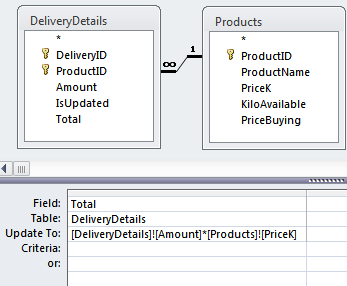 DeliveryDetails
*
DeliveryID
ProductID
Amount
IsUpdated
Total
∞ 1
Products
*
ProductID
ProductName
PriceK
KiloAvailable
PriceBuying
Field: Total
Table: DeliveryDetails
Update To: [DeliveryDetails]![Amount]*[Products]![PriceK]
Criteria:
or: